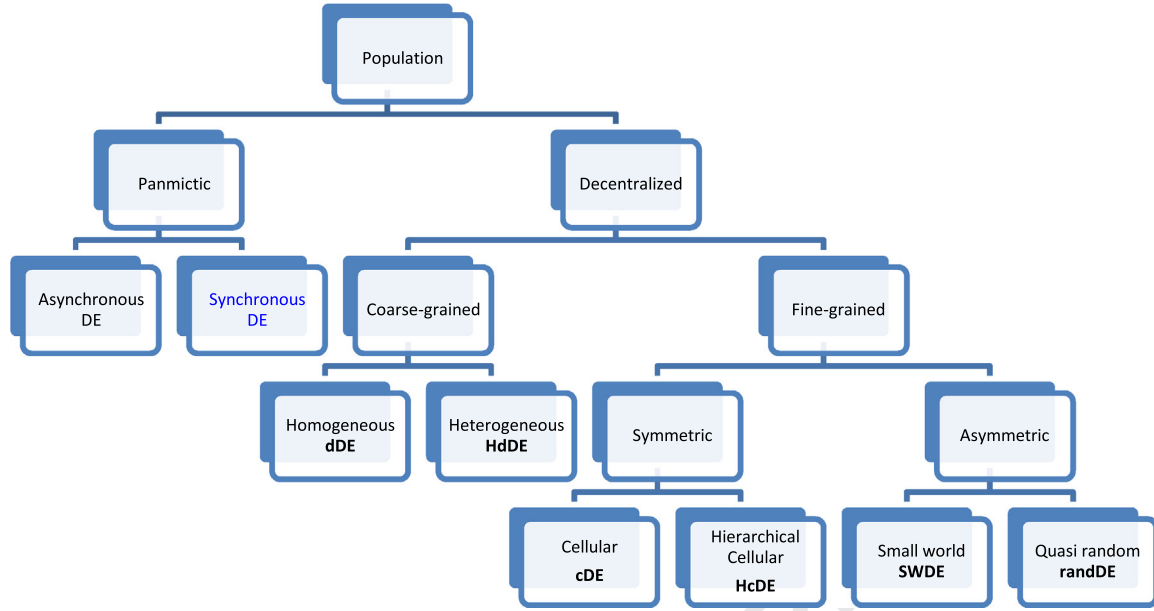 Population
Panmictic
Decentralized
Asynchronous
DE
Synchronous
DE
Coarse-grained
Fine-grained
Homogeneous
dDE
Heterogeneous
HdDE
Symmetric
Asymmetric
Cellular
cDE
Hierarchical
Cellular
HcDE
Small world
SWDE
Quasi random
randDE